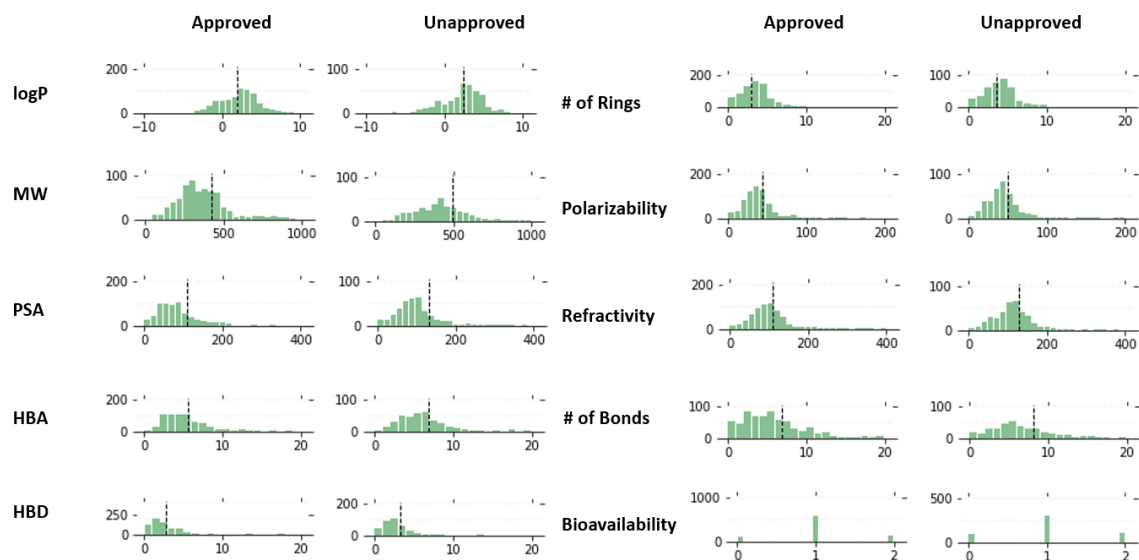 Approved Unapproved Approved Unapproved
logP
200
0
−10 0 10
100
0
−10 0 10
# of Rings
200
0
0 10 20
100
0
0 10 20
MW
100
0
0 500 1000
100
0
0 500 1000
Polarizability
200
0
0 100 200
100
0
0 100 200
PSA
200
0
0 200 400
100
0
0 200 400
Refractivity
200
0
0 200 400
100
0
0 200 400
HBA
200
0
0 10 20
100
0
0 10 20
# of Bonds
100
0
0 10 20
100
0
0 10 20
HBD
250
0
0 10 20
200
0
0 10 20
Bioavailability
1000
0
0 1 2
500
0
0 1 2